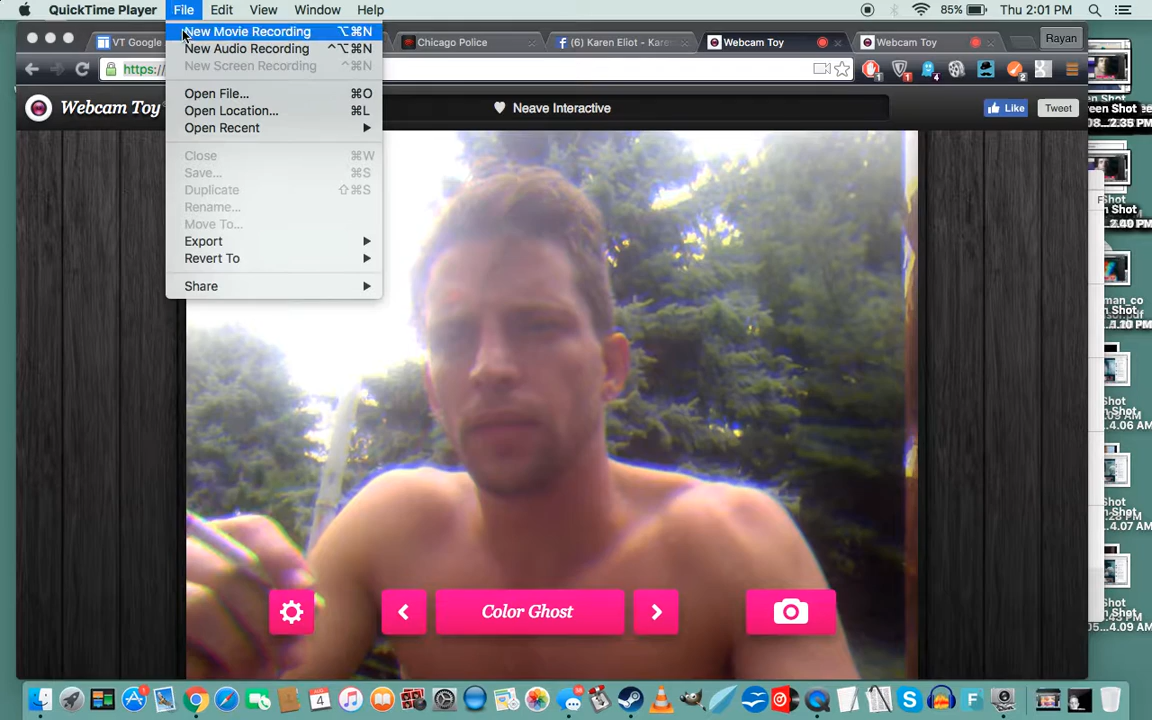 QuickTime Player File Edit View Window Help 85% Thu 2:01 PM
VT Google Chicago Police (6) Karen Eliot - Kare Webcam Toy Webcam Toy Rayan
https:/
Webcam Toy Neave Interactive Like Tweet
New Movie Recording ⌥⌘N
New Audio Recording ^⌥⌘N
New Screen Recording ^⌘N
Open File... ⌘O
Open Location... ⌘L
Open Recent
Close ⌘W
Save... ⌘S
Duplicate ⇧⌘S
Rename...
Move To...
Export
Revert To
Share
Color Ghost